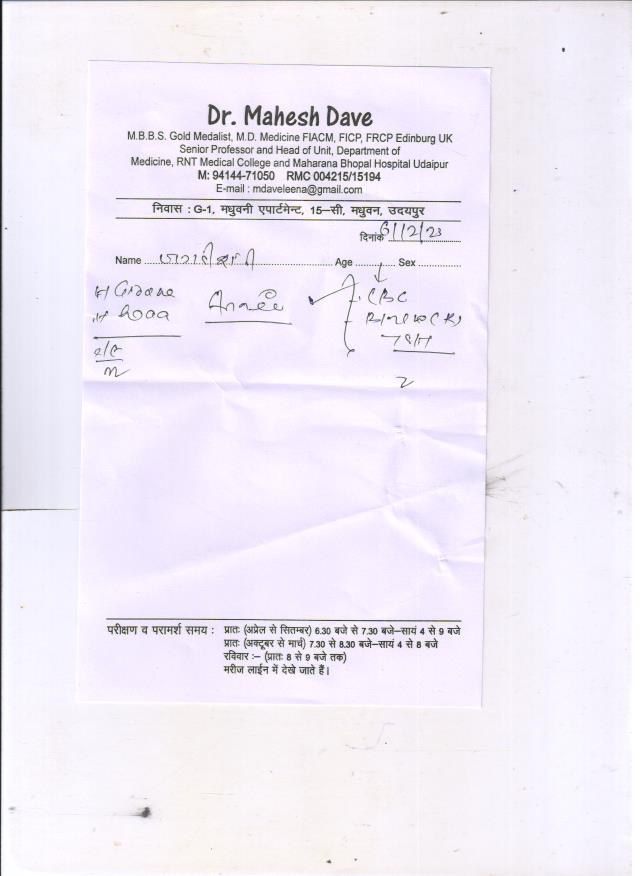 Dr. Mahesh Dave
M.B.B.S. Gold Medalist, M.D. Medicine FIACM, FICP, FRCP Edinburg UK
Senior Professor and Head of Unit, Department of
Medicine, RNT Medical College and Maharana Bhopal Hospital Udaipur
M: 94144-71050 RMC 004215/15194
E-mail : mdaveleena@gmail.com
निवास : G-1, मधुवनी एपार्टमेन्ट, 15–सी, मधुवन, उदयपुर
दिनांक 6/12/23
Name Age Sex
CBC
परीक्षण व परामर्श समय : प्रातः (अप्रेल से सितम्बर) 6.30 बजे से 7.30 बजे–सायं 4 से 9 बजे
प्रातः (अक्टूबर से मार्च) 7.30 से 8.30 बजे–सायं 4 से 8 बजे
रविवार :– (प्रातः 8 से 9 बजे तक)
मरीज लाईन में देखे जाते हैं।